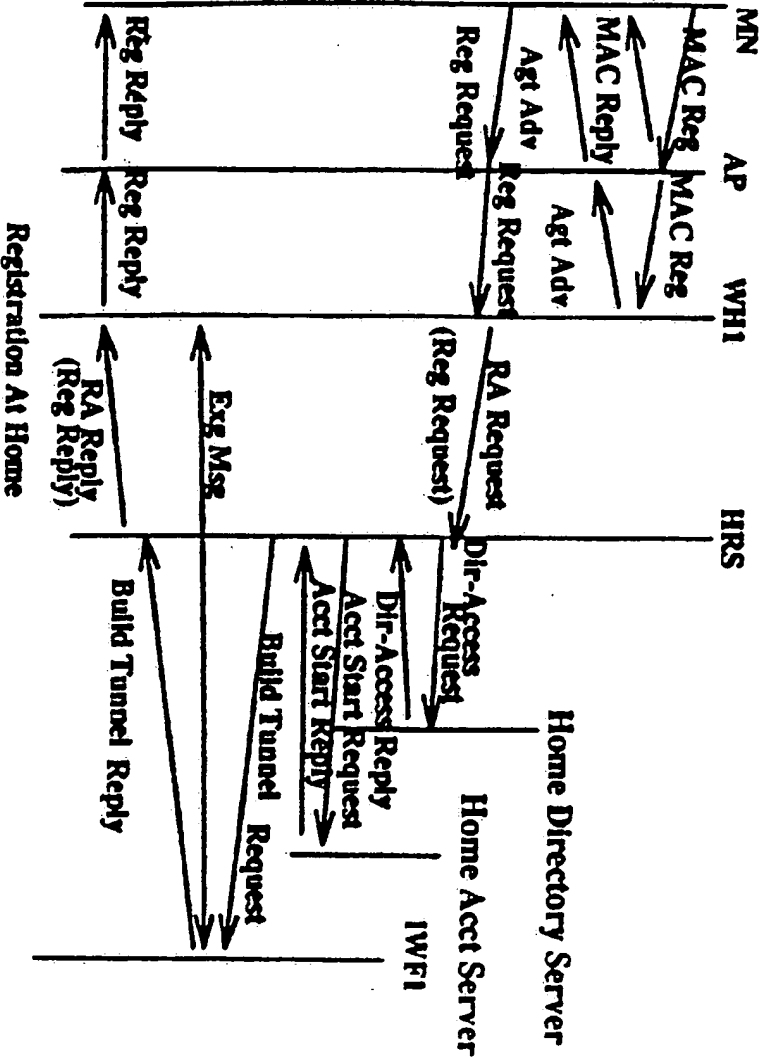 MN
AP
WH1
HRS
Home Directory Server
Home Acct Server
IWF1
MAC Reg
MAC Reg
MAC Reply
Agt Adv
Agt Adv
Reg Request
Reg Request
RA Request
(Reg Request)
Dir-Access
Request
Dir-Access Reply
Acct Start Request
Acct Start Reply
Build Tunnel Request
Exg Msg
Build Tunnel Reply
RA Reply
(Reg Reply)
Reg Reply
Reg Reply
Registration At Home